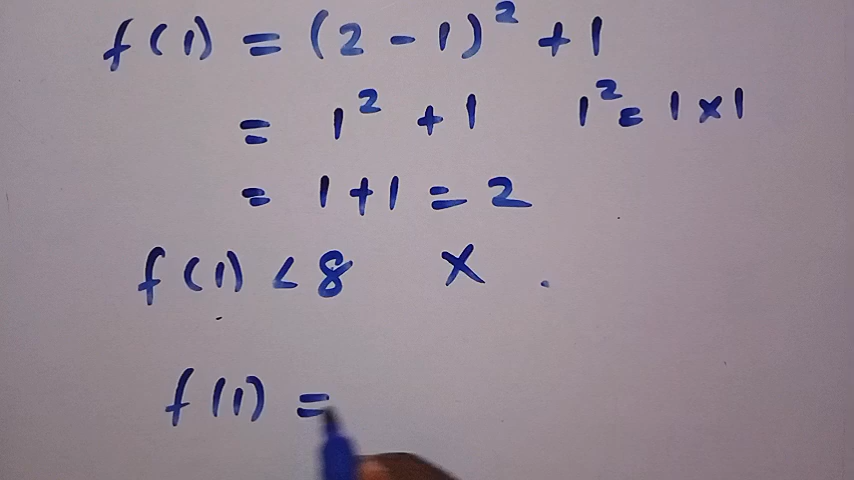 f(1) = (2 - 1)² + 1
= 1² + 1    1² = 1 × 1
= 1 + 1 = 2
f(1) < 8    X .
f(1) =